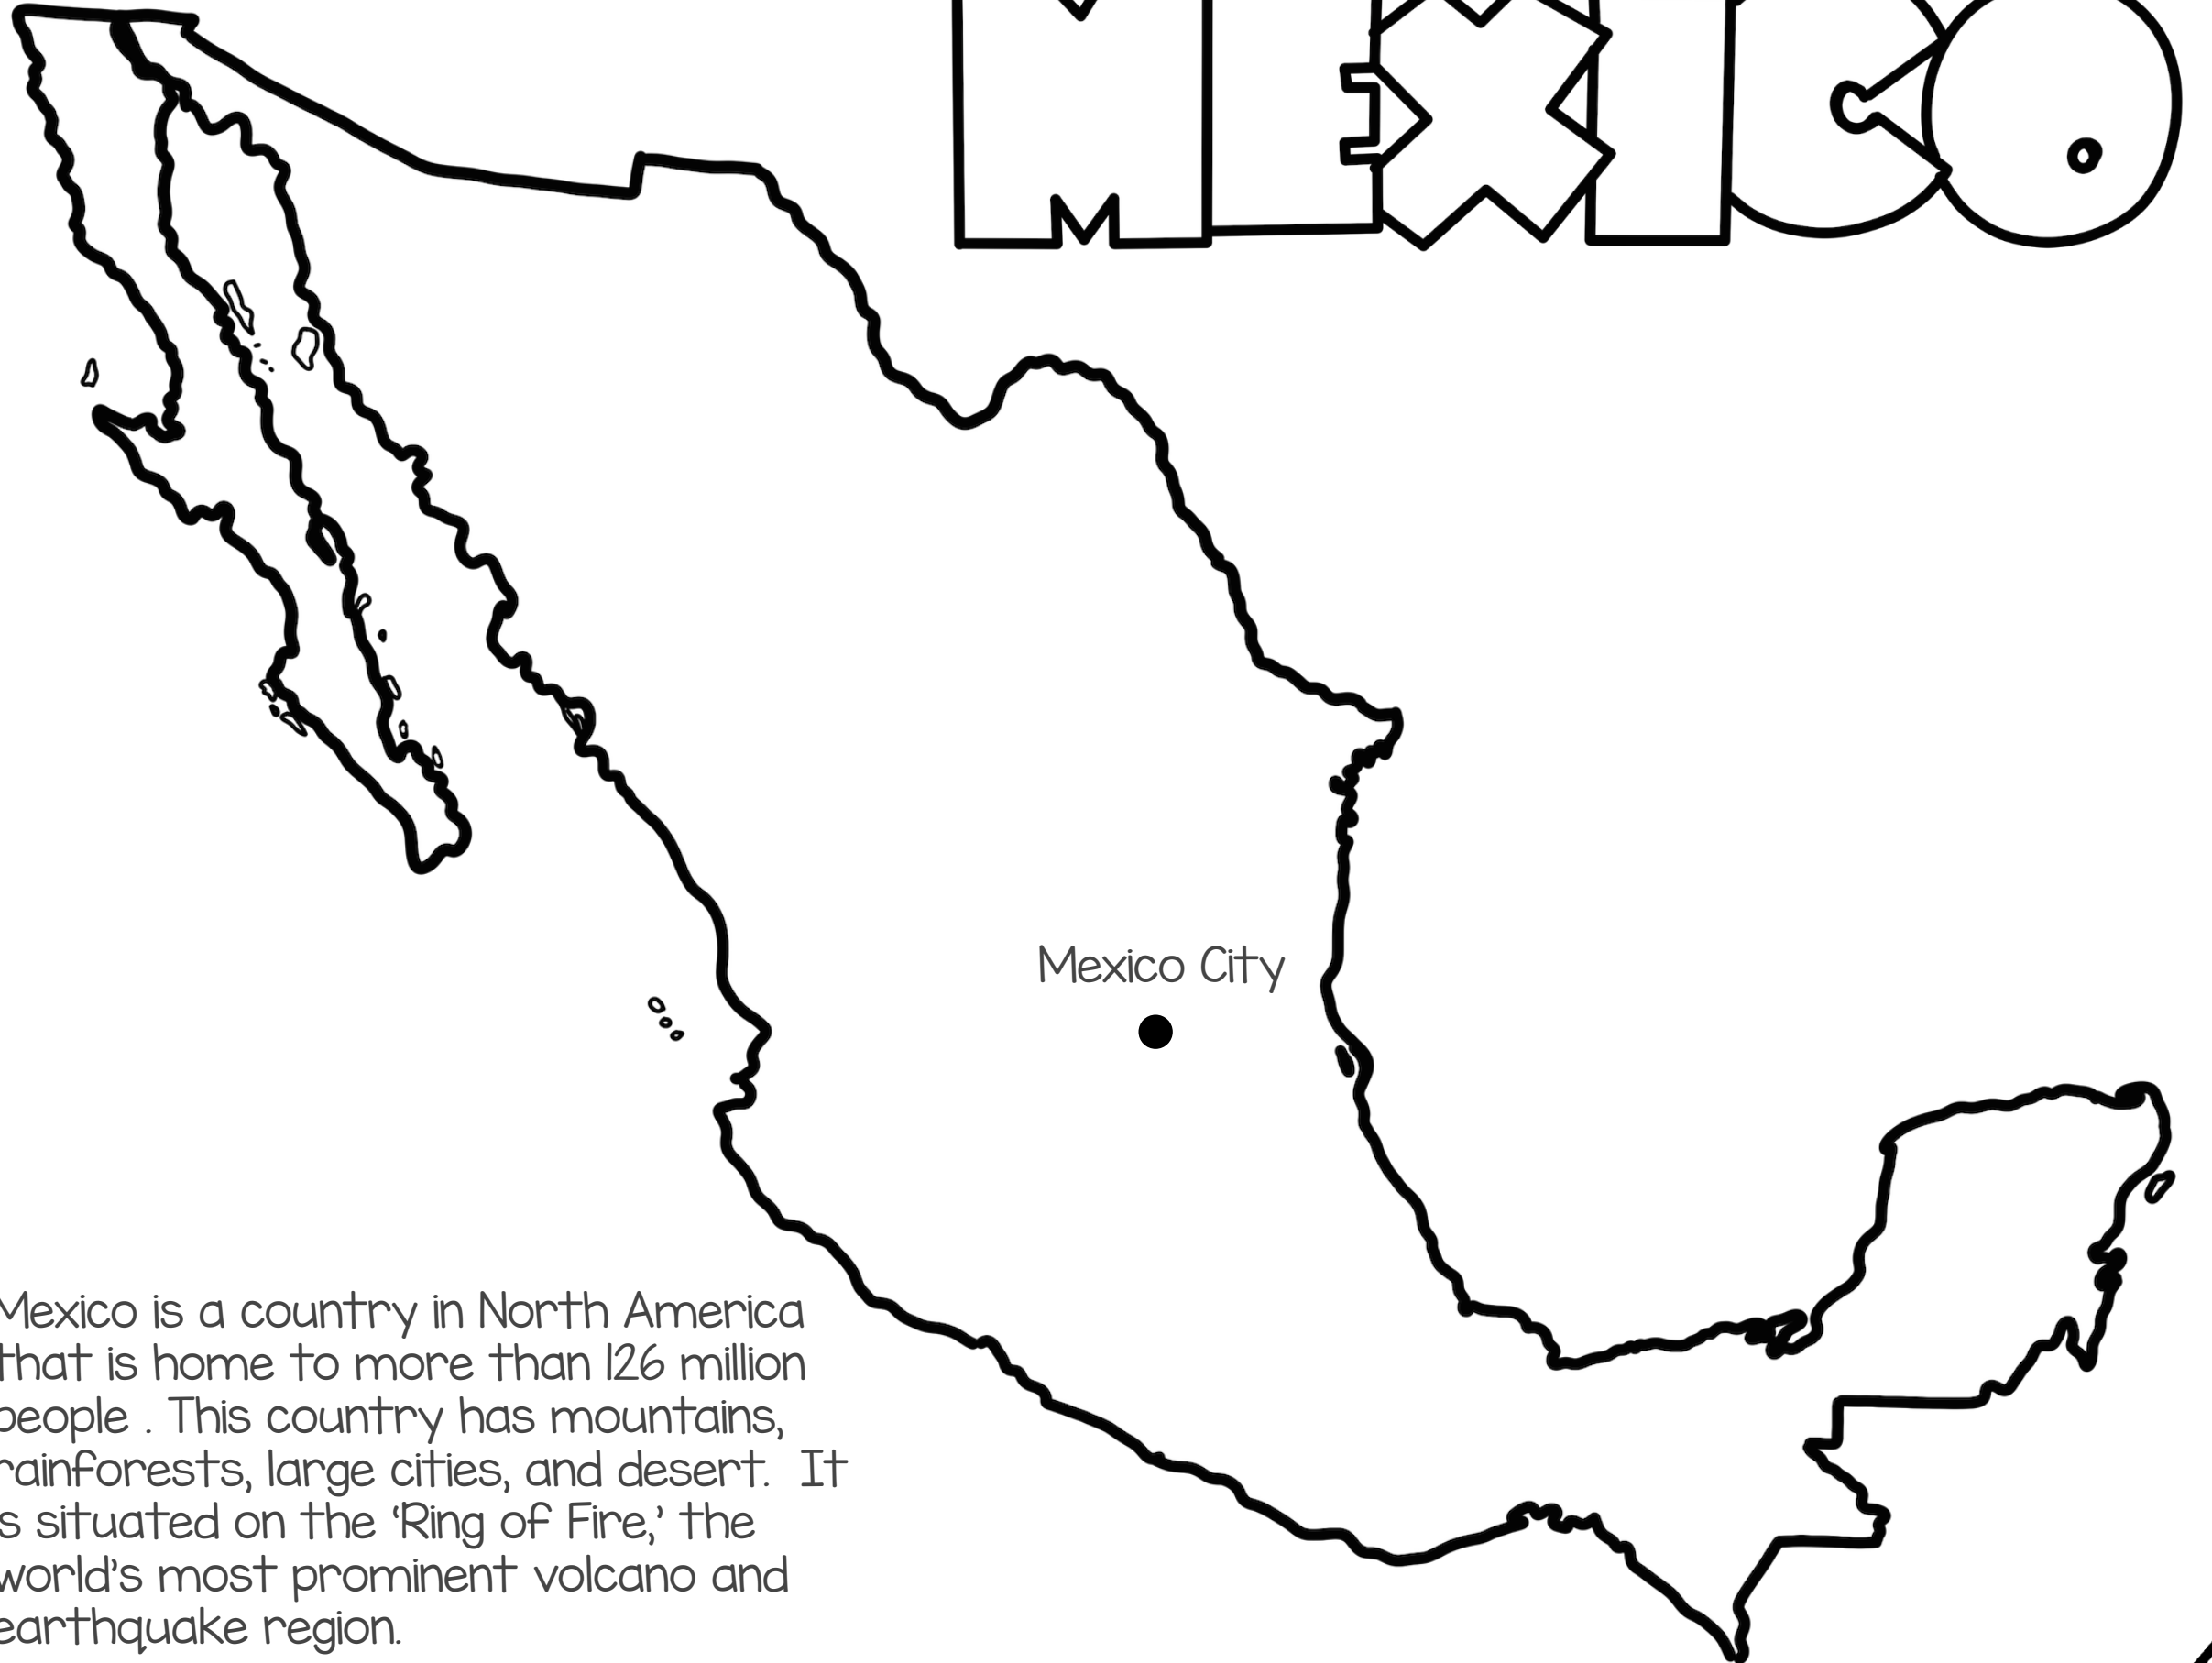 MEXICO
Mexico City
Mexico is a country in North America
that is home to more than 126 million
people . This country has mountains,
rainforests, large cities, and desert. It
is situated on the ‘Ring of Fire,’ the
world's most prominent volcano and
earthquake region.